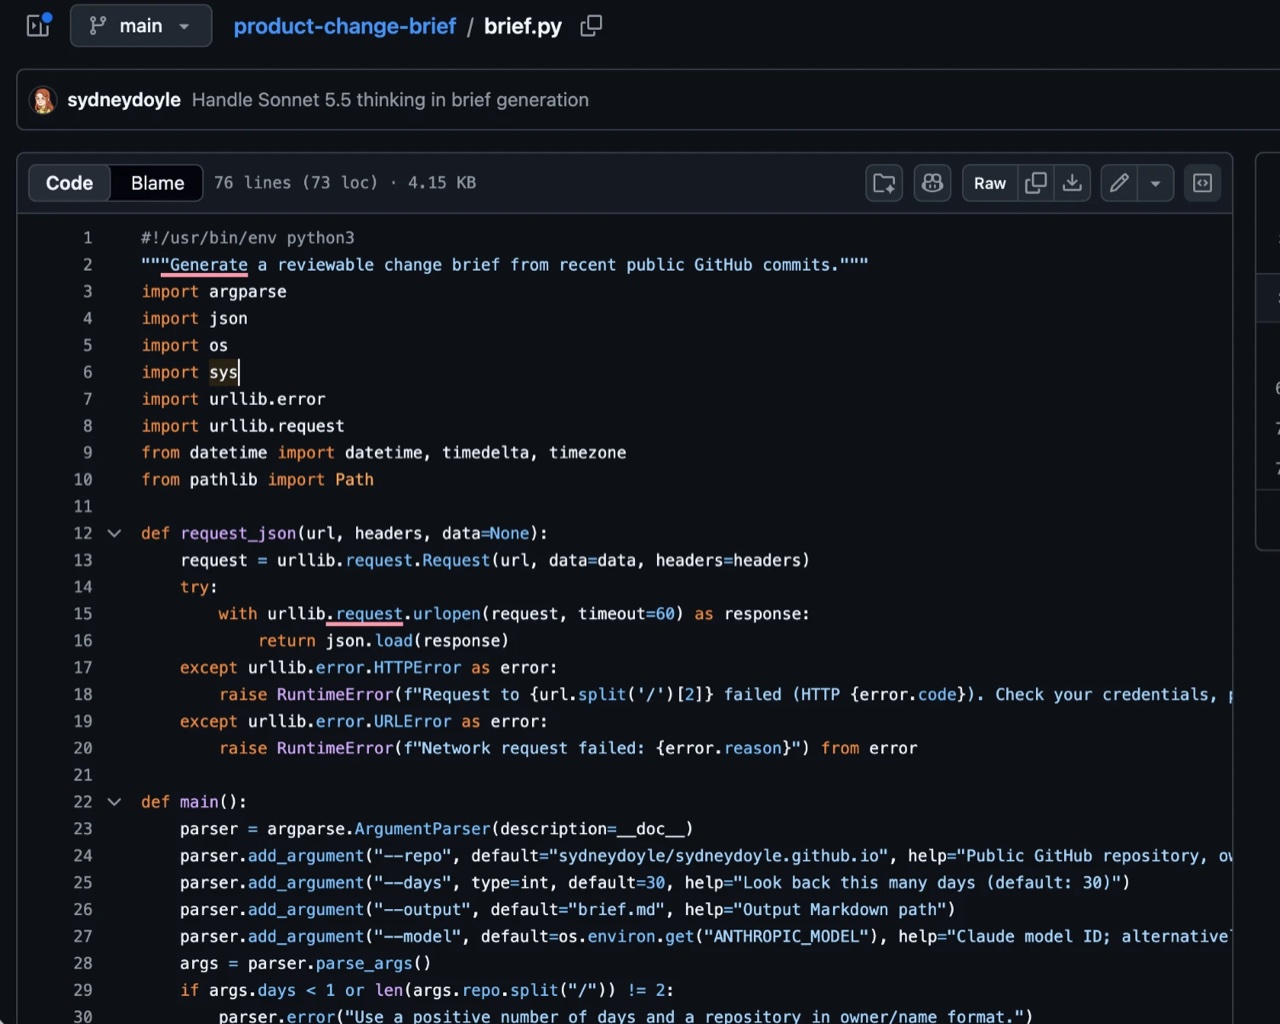 main
product-change-brief / brief.py
sydneydoyle Handle Sonnet 5.5 thinking in brief generation
Code Blame 76 lines (73 loc) · 4.15 KB Raw
1 #!/usr/bin/env python3
2 """Generate a reviewable change brief from recent public GitHub commits."""
3 import argparse
4 import json
5 import os
6 import sys
7 import urllib.error
8 import urllib.request
9 from datetime import datetime, timedelta, timezone
10 from pathlib import Path
11
12 def request_json(url, headers, data=None):
13 request = urllib.request.Request(url, data=data, headers=headers)
14 try:
15 with urllib.request.urlopen(request, timeout=60) as response:
16 return json.load(response)
17 except urllib.error.HTTPError as error:
18 raise RuntimeError(f"Request to {url.split('/')[2]} failed (HTTP {error.code}). Check your credentials,
19 except urllib.error.URLError as error:
20 raise RuntimeError(f"Network request failed: {error.reason}") from error
21
22 def main():
23 parser = argparse.ArgumentParser(description=__doc__)
24 parser.add_argument("--repo", default="sydneydoyle/sydneydoyle.github.io", help="Public GitHub repository,
25 parser.add_argument("--days", type=int, default=30, help="Look back this many days (default: 30)")
26 parser.add_argument("--output", default="brief.md", help="Output Markdown path")
27 parser.add_argument("--model", default=os.environ.get("ANTHROPIC_MODEL"), help="Claude model ID; alternative
28 args = parser.parse_args()
29 if args.days < 1 or len(args.repo.split("/")) != 2:
30 parser.error("Use a positive number of days and a repository in owner/name format.")